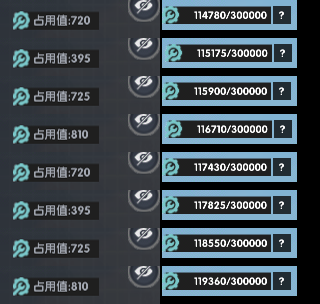 占用值:720 114780/300000 ?
占用值:395 115175/300000 ?
占用值:725 115900/300000 ?
占用值:810 116710/300000 ?
占用值:720 117430/300000 ?
占用值:395 117825/300000 ?
占用值:725 118550/300000 ?
占用值:810 119360/300000 ?